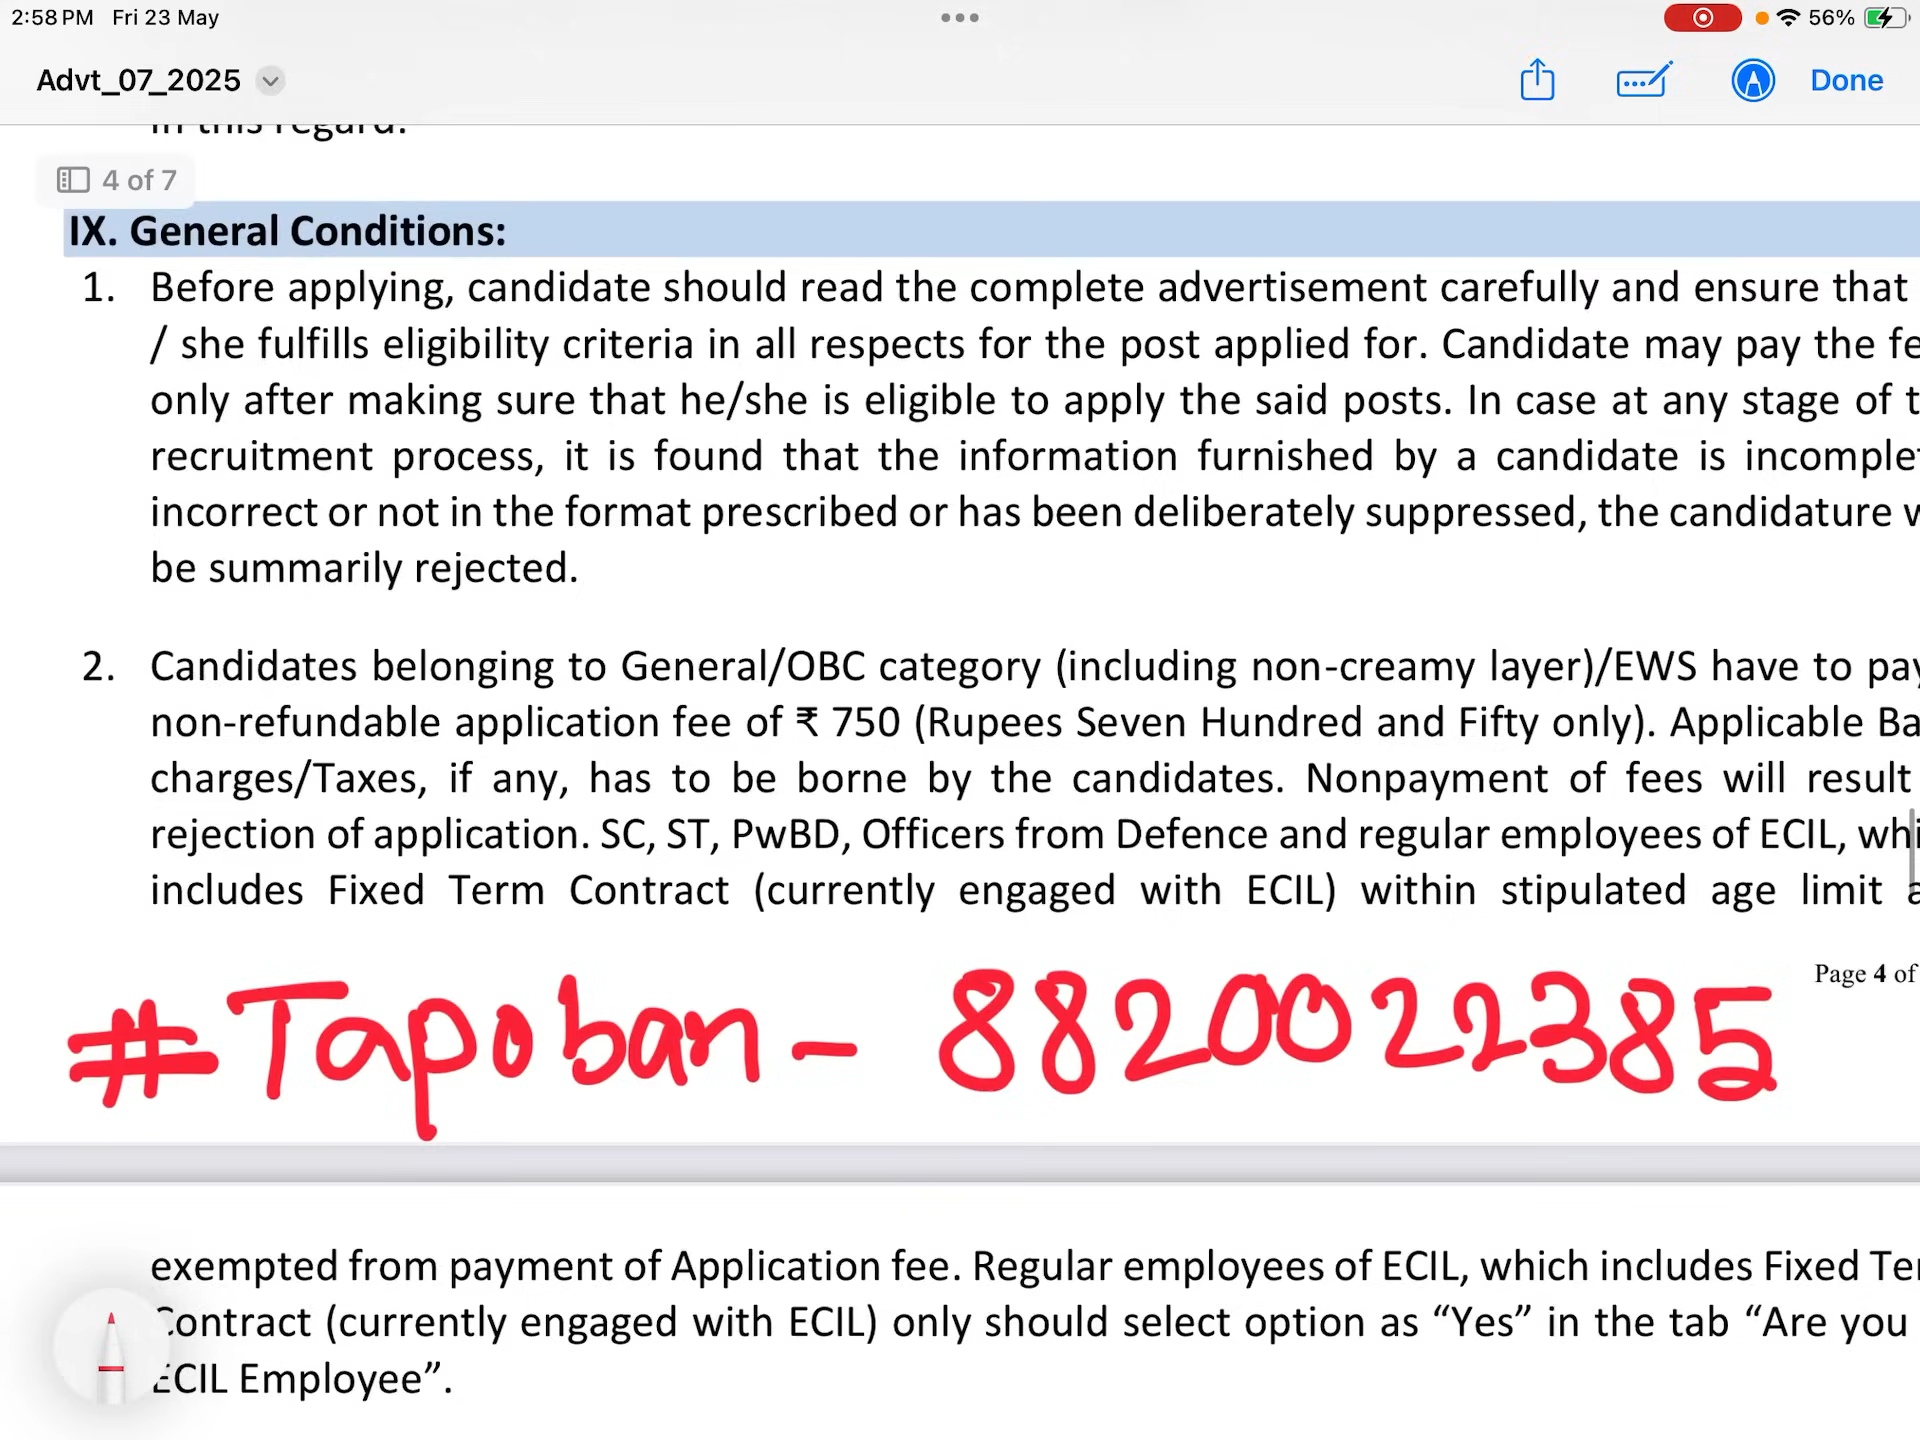 2:58 PM Fri 23 May
56%
Advt_07_2025
Done
in this regard.
4 of 7
IX. General Conditions:
1. Before applying, candidate should read the complete advertisement carefully and ensure that
/ she fulfills eligibility criteria in all respects for the post applied for. Candidate may pay the
only after making sure that he/she is eligible to apply the said posts. In case at any stage of
recruitment process, it is found that the information furnished by a candidate is
incorrect or not in the format prescribed or has been deliberately suppressed, the candidature
be summarily rejected.
2. Candidates belonging to General/OBC category (including non-creamy layer)/EWS have to pay
non-refundable application fee of ₹ 750 (Rupees Seven Hundred and Fifty only). Applicable
charges/Taxes, if any, has to be borne by the candidates. Nonpayment of fees will result
rejection of application. SC, ST, PwBD, Officers from Defence and regular employees of ECIL,
includes Fixed Term Contract (currently engaged with ECIL) within stipulated age limit
Page 4 of
#Tapoban - 8820022385
exempted from payment of Application fee. Regular employees of ECIL, which includes Fixed
Contract (currently engaged with ECIL) only should select option as “Yes” in the tab “Are you
ECIL Employee”.